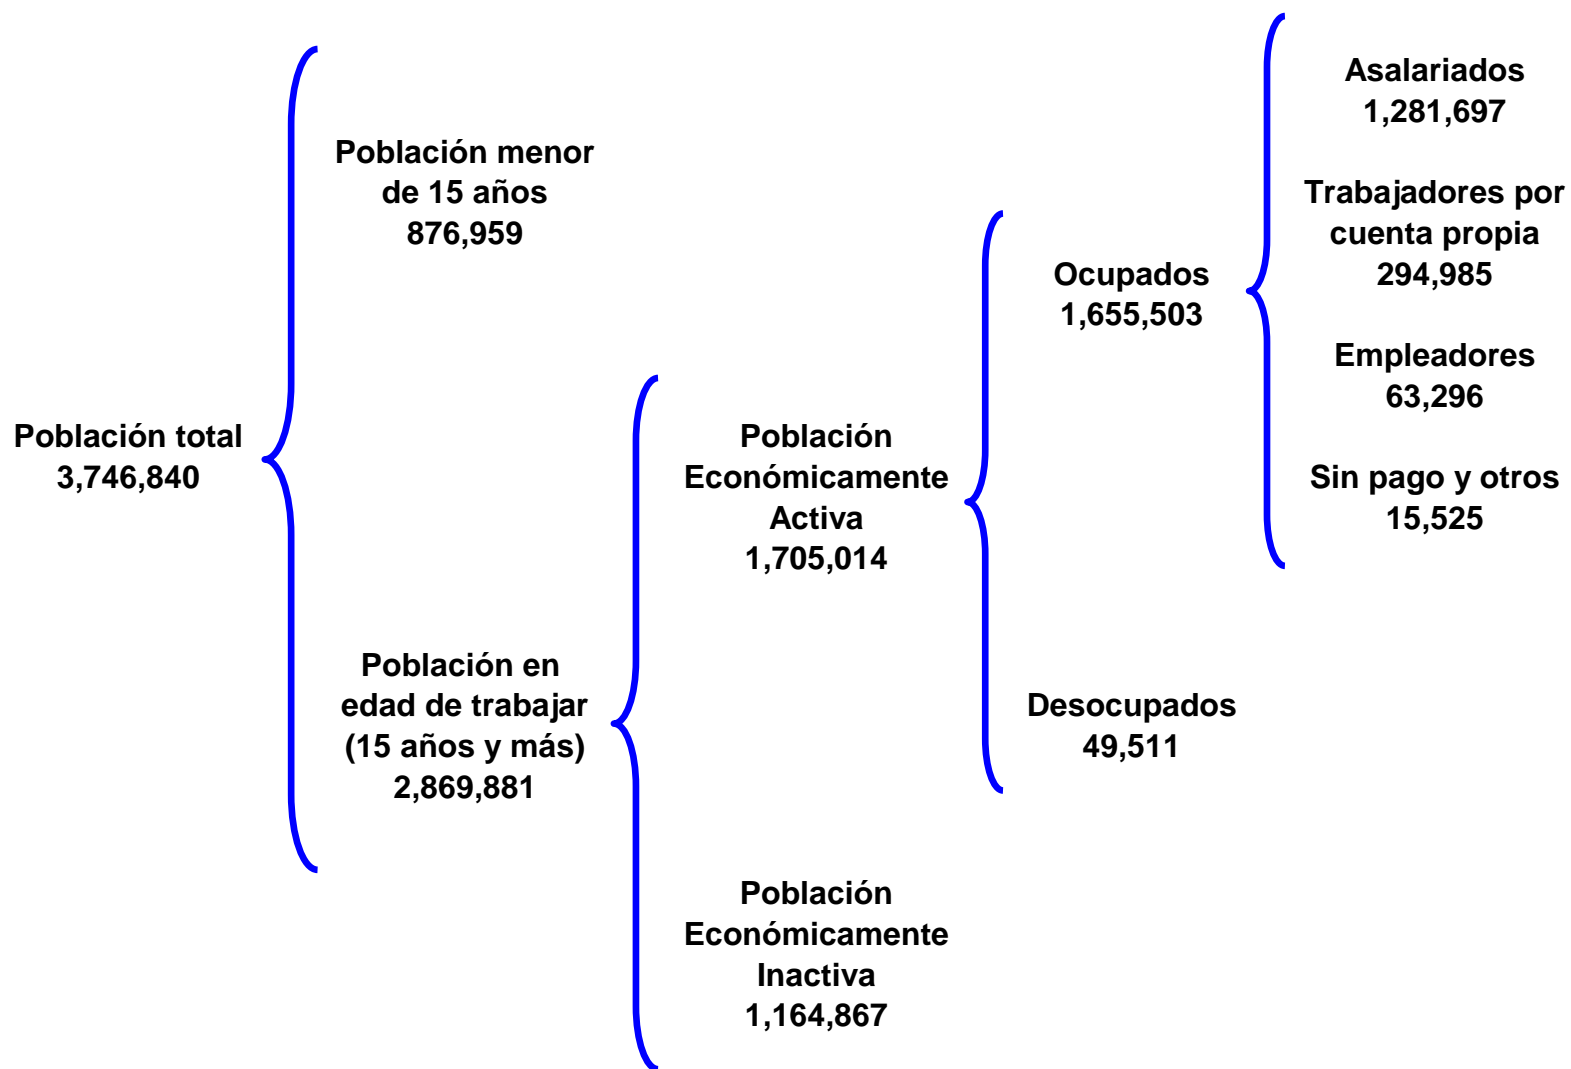 Población total
3,746,840
Población menor
de 15 años
876,959
Población en
edad de trabajar
(15 años y más)
2,869,881
Población
Económicamente
Activa
1,705,014
Población
Económicamente
Inactiva
1,164,867
Ocupados
1,655,503
Desocupados
49,511
Asalariados
1,281,697
Trabajadores por
cuenta propia
294,985
Empleadores
63,296
Sin pago y otros
15,525